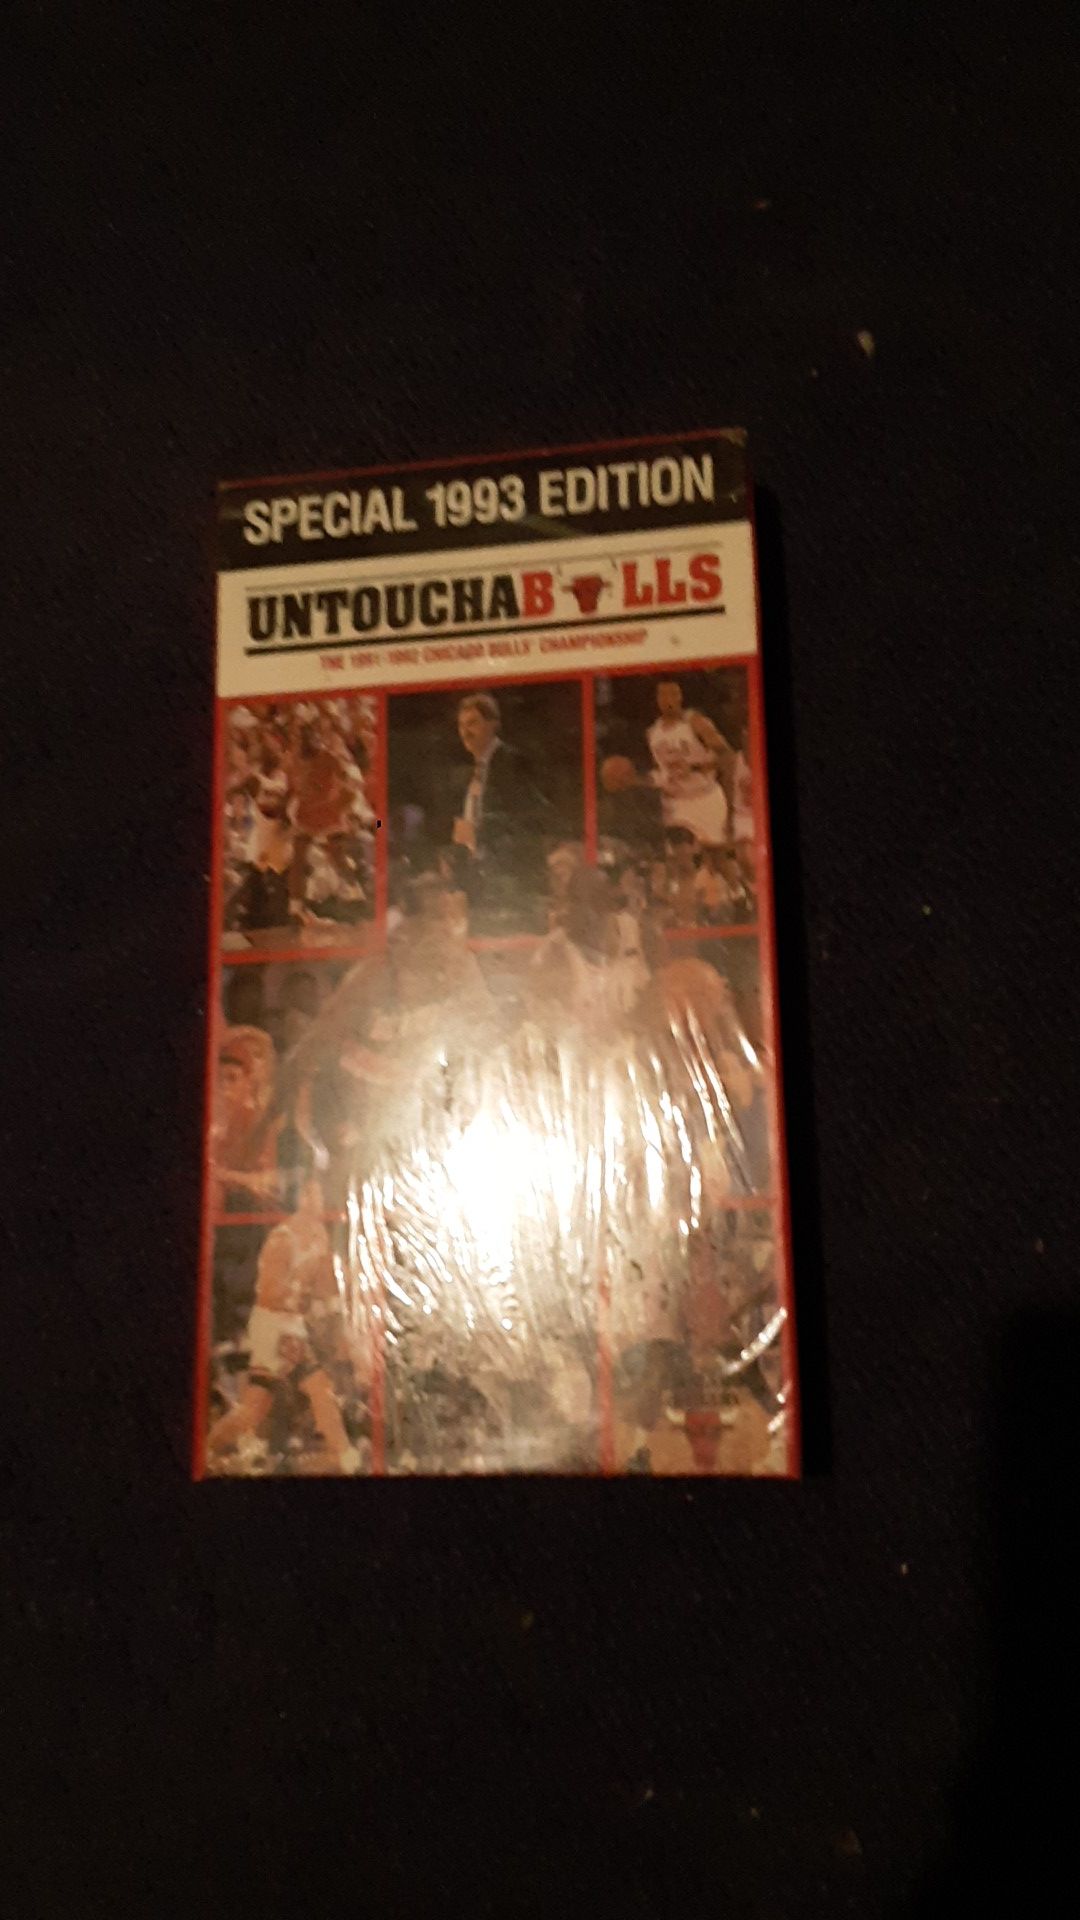 SPECIAL 1993 EDITION
UNTOUCHABULLS
THE 1991-1992 CHICAGO BULLS' CHAMPIONSHIP